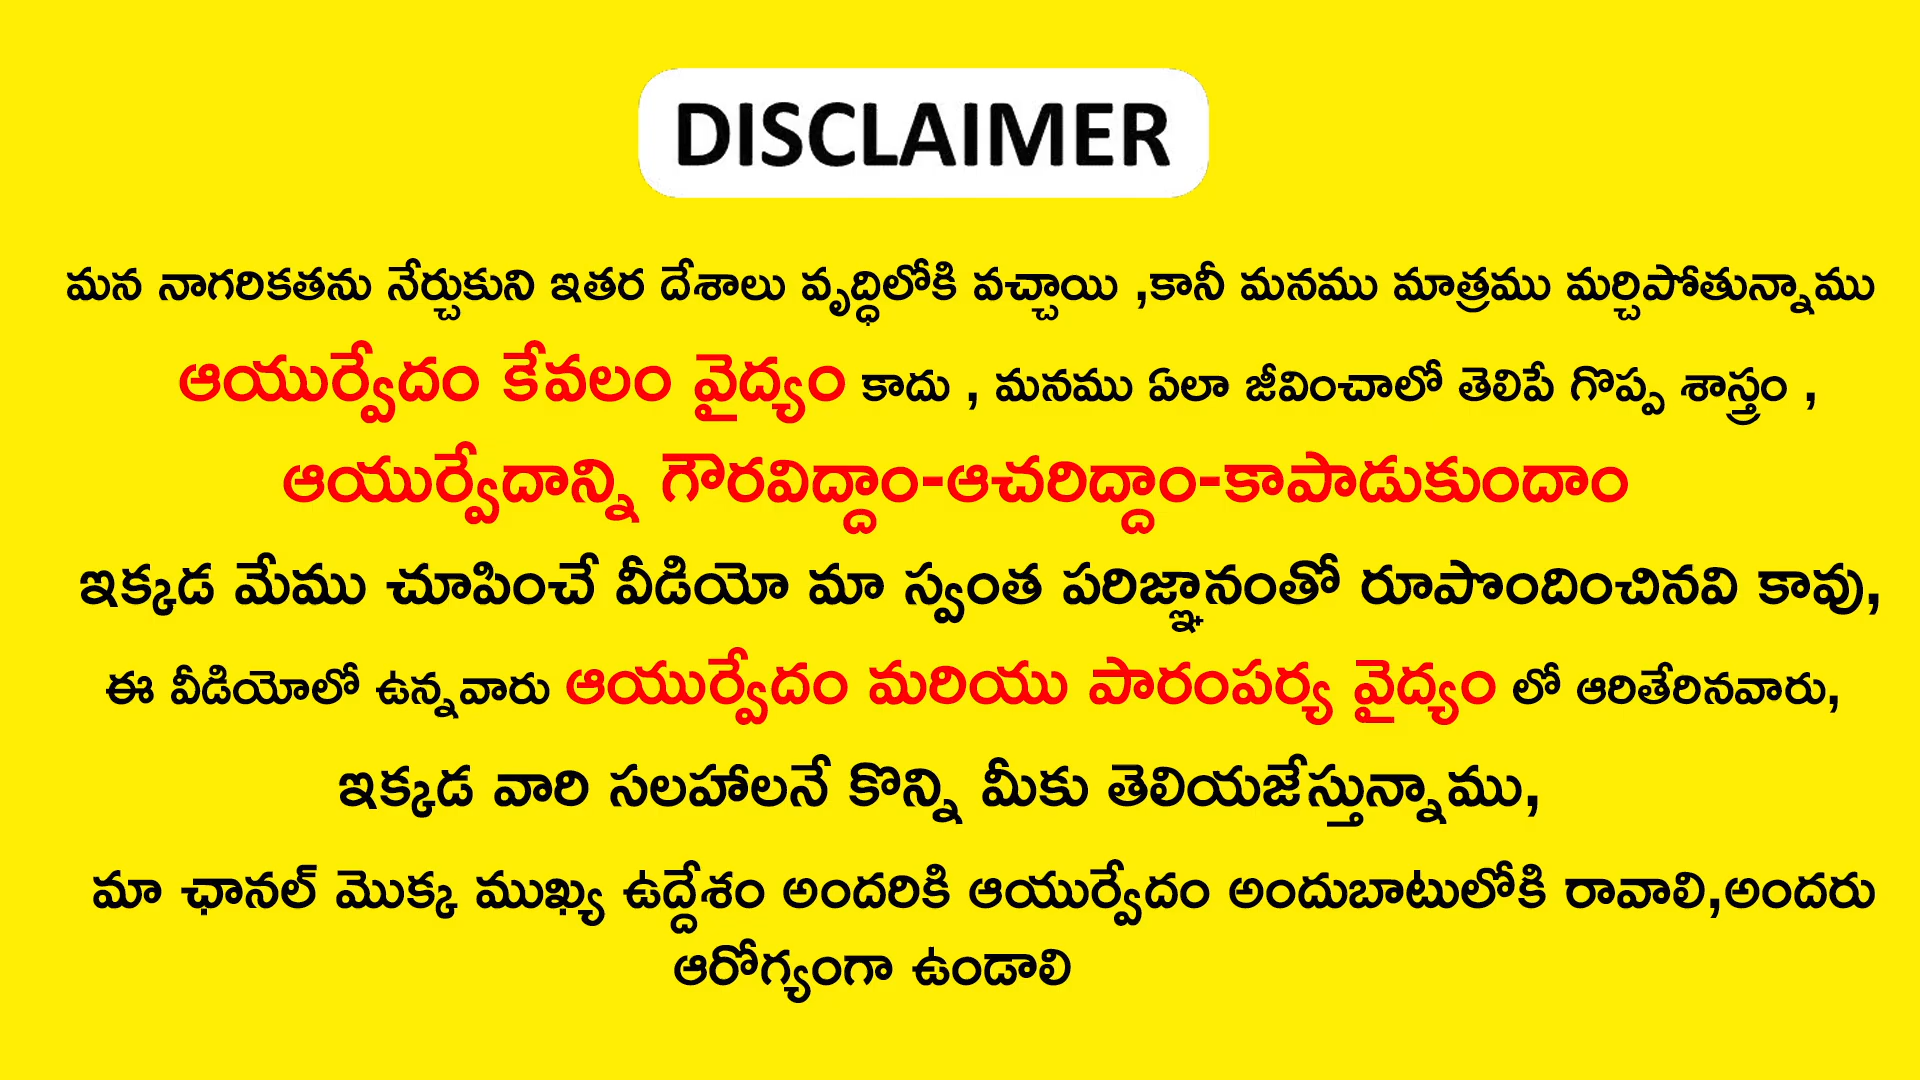 DISCLAIMER
మన నాగరికతను నేర్చుకుని ఇతర దేశాలు వృద్ధిలోకి వచ్చాయి ,కానీ మనము మాత్రము మర్చిపోతున్నాము
ఆయుర్వేదం కేవలం వైద్యం కాదు , మనము ఏలా జీవించాలో తెలిపే గొప్ప శాస్త్రం ,
ఆయుర్వేదాన్ని గౌరవిద్దాం-ఆచరిద్దాం-కాపాడుకుందాం
ఇక్కడ మేము చూపించే వీడియో మా స్వంత పరిజ్ఞానంతో రూపొందించినవి కావు,
ఈ వీడియోలో ఉన్నవారు ఆయుర్వేదం మరియు పారంపర్య వైద్యం లో ఆరితేరినవారు,
ఇక్కడ వారి సలహాలనే కొన్ని మీకు తెలియజేస్తున్నాము,
మా ఛానల్ మొక్క ముఖ్య ఉద్దేశం అందరికి ఆయుర్వేదం అందుబాటులోకి రావాలి,అందరు
ఆరోగ్యంగా ఉండాలి